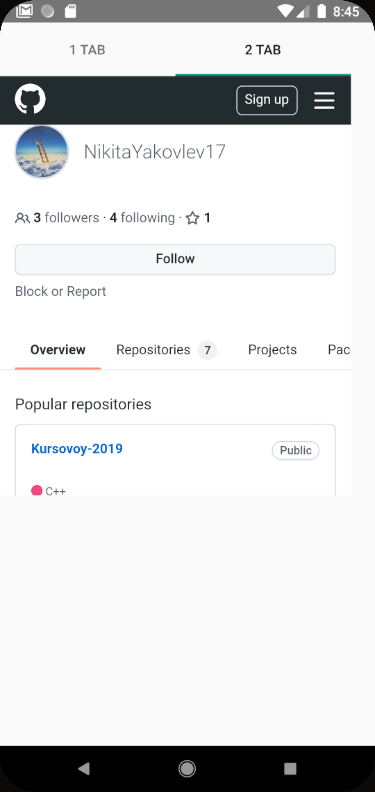 8:45
1 TAB
2 TAB
Sign up
NikitaYakovlev17
3 followers · 4 following · 1
Follow
Block or Report
Overview Repositories 7 Projects Pac
Popular repositories
Kursovoy-2019 Public
C++